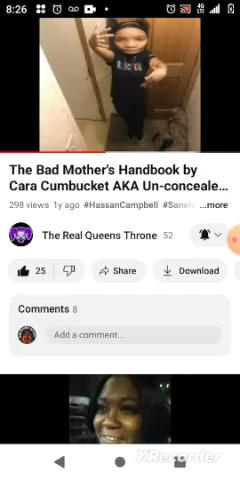 8:26
The Bad Mother's Handbook by
Cara Cumbucket AKA Un-conceale...
298 views 1y ago #HassanCampbell #Sanet ...more
The Real Queens Throne 52
25 Share Download
Comments 8
Add a comment...
XRecorder